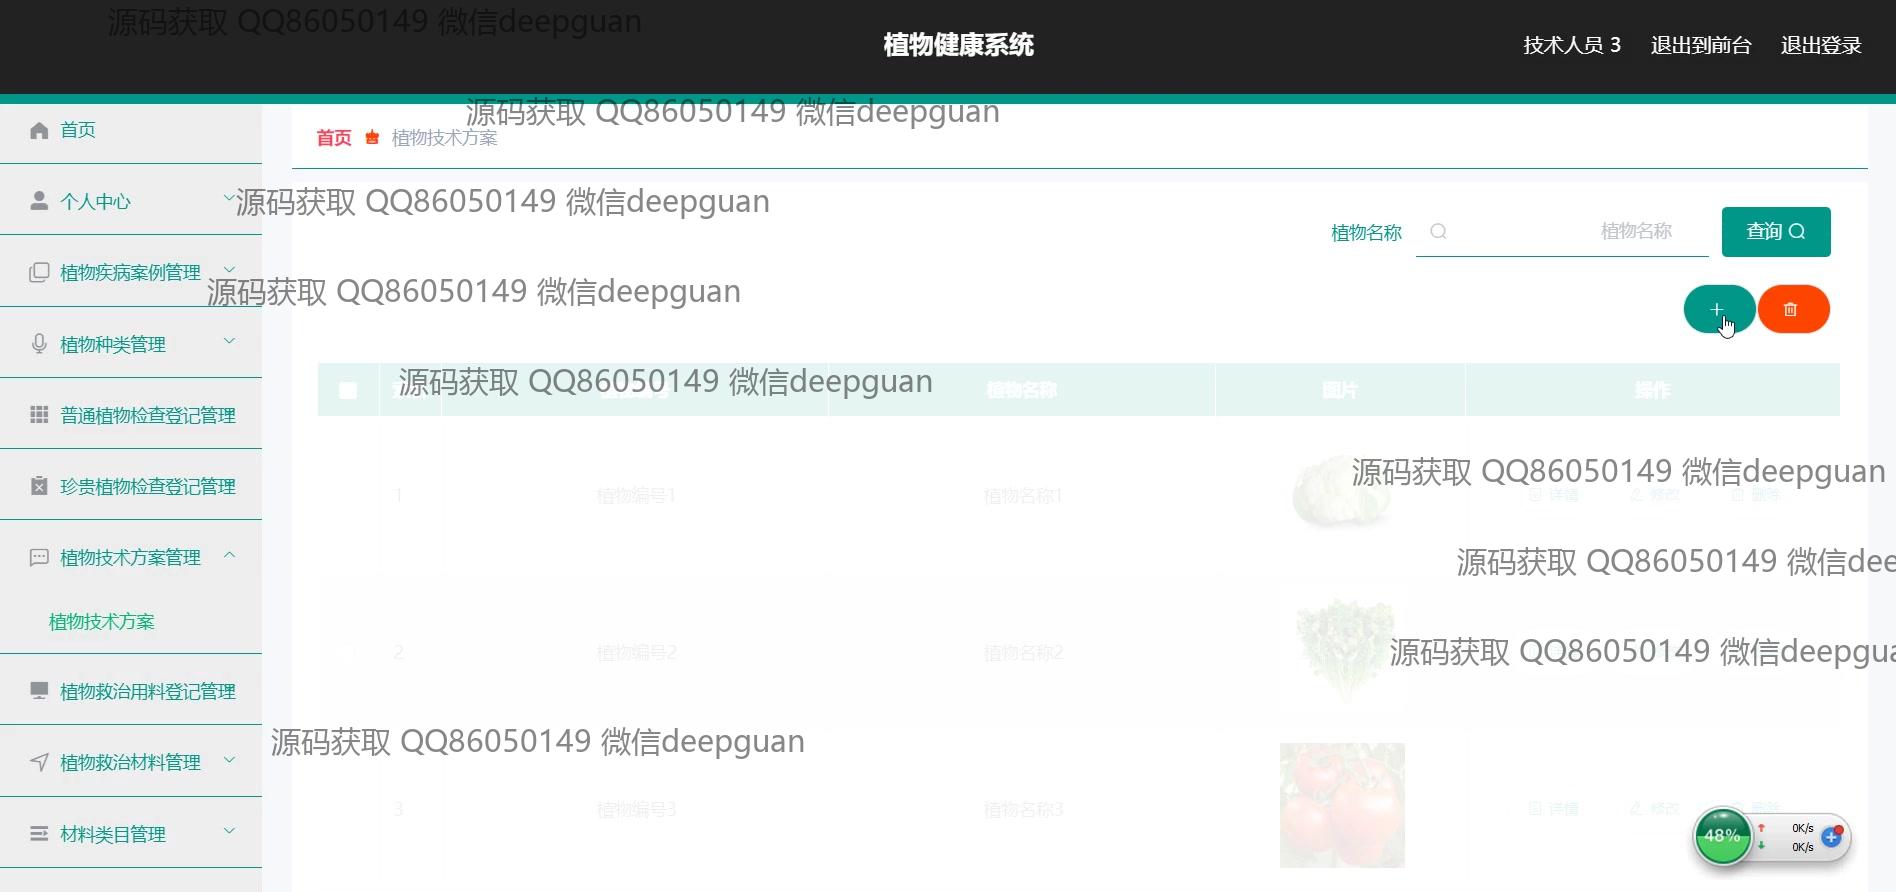 源码获取 QQ86050149 微信deepguan
植物健康系统
技术人员 3 退出到前台 退出登录
源码获取 QQ86050149 微信deepguan
首页 植物技术方案
首页
个人中心
源码获取 QQ86050149 微信deepguan
植物名称 植物名称 查询
植物疾病案例管理
源码获取 QQ86050149 微信deepguan
植物种类管理
源码获取 QQ86050149 微信deepguan
植物名称 图片 操作
普通植物检查登记管理
源码获取 QQ86050149 微信deepguan
珍贵植物检查登记管理
1 植物编号1 植物名称1 详情 修改 删除
植物技术方案管理
源码获取 QQ86050149 微信dee
植物技术方案
2 植物编号2 植物名称2
源码获取 QQ86050149 微信deepgua
植物救治用料登记管理
源码获取 QQ86050149 微信deepguan
植物救治材料管理
3 植物编号3 植物名称3 详情 修改 删除
材料类目管理
48% 0K/s
0K/s